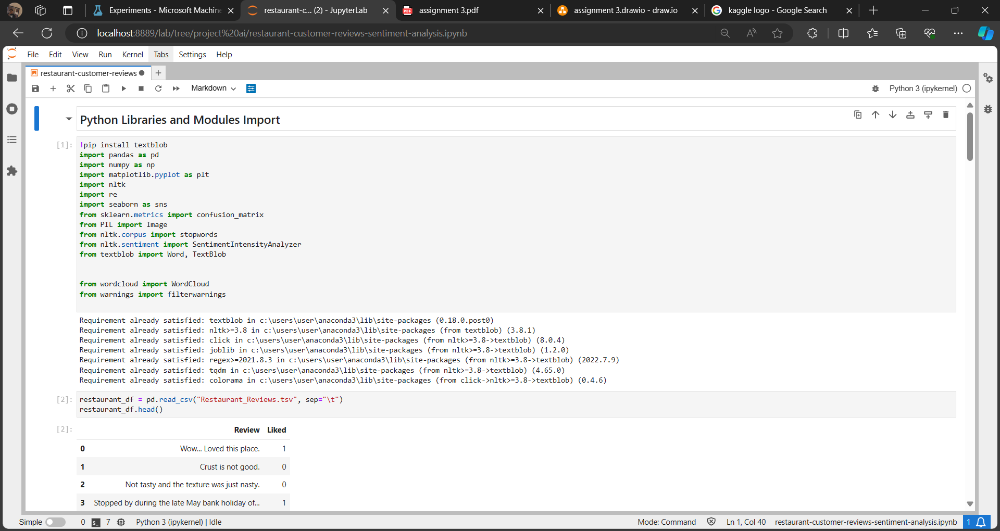 Experiments - Microsoft Machine
restaurant-c... (2) - JupyterLab
assignment 3.pdf
assignment 3.drawio - draw.io
kaggle logo - Google Search
localhost:8889/lab/tree/project%20ai/restaurant-customer-reviews-sentiment-analysis.ipynb
File Edit View Run Kernel Tabs Settings Help
restaurant-customer-reviews
Markdown
Python 3 (ipykernel)
Python Libraries and Modules Import
[1]:
!pip install textblob
import pandas as pd
import numpy as np
import matplotlib.pyplot as plt
import nltk
import re
import seaborn as sns
from sklearn.metrics import confusion_matrix
from PIL import Image
from nltk.corpus import stopwords
from nltk.sentiment import SentimentIntensityAnalyzer
from textblob import Word, TextBlob
from wordcloud import WordCloud
from warnings import filterwarnings
Requirement already satisfied: textblob in c:\users\user\anaconda3\lib\site-packages (0.18.0.post0)
Requirement already satisfied: nltk>=3.8 in c:\users\user\anaconda3\lib\site-packages (from textblob) (3.8.1)
Requirement already satisfied: click in c:\users\user\anaconda3\lib\site-packages (from nltk>=3.8->textblob) (8.0.4)
Requirement already satisfied: joblib in c:\users\user\anaconda3\lib\site-packages (from nltk>=3.8->textblob) (1.2.0)
Requirement already satisfied: regex>=2021.8.3 in c:\users\user\anaconda3\lib\site-packages (from nltk>=3.8->textblob) (2022.7.9)
Requirement already satisfied: tqdm in c:\users\user\anaconda3\lib\site-packages (from nltk>=3.8->textblob) (4.65.0)
Requirement already satisfied: colorama in c:\users\user\anaconda3\lib\site-packages (from click->nltk>=3.8->textblob) (0.4.6)
[2]:
restaurant_df = pd.read_csv("Restaurant_Reviews.tsv", sep="\t")
restaurant_df.head()
[2]:
Review Liked
0 Wow... Loved this place. 1
1 Crust is not good. 0
2 Not tasty and the texture was just nasty. 0
3 Stopped by during the late May bank holiday of... 1
Simple 0 7 Python 3 (ipykernel) | Idle
Mode: Command Ln 1, Col 40 restaurant-customer-reviews-sentiment-analysis.ipynb 1